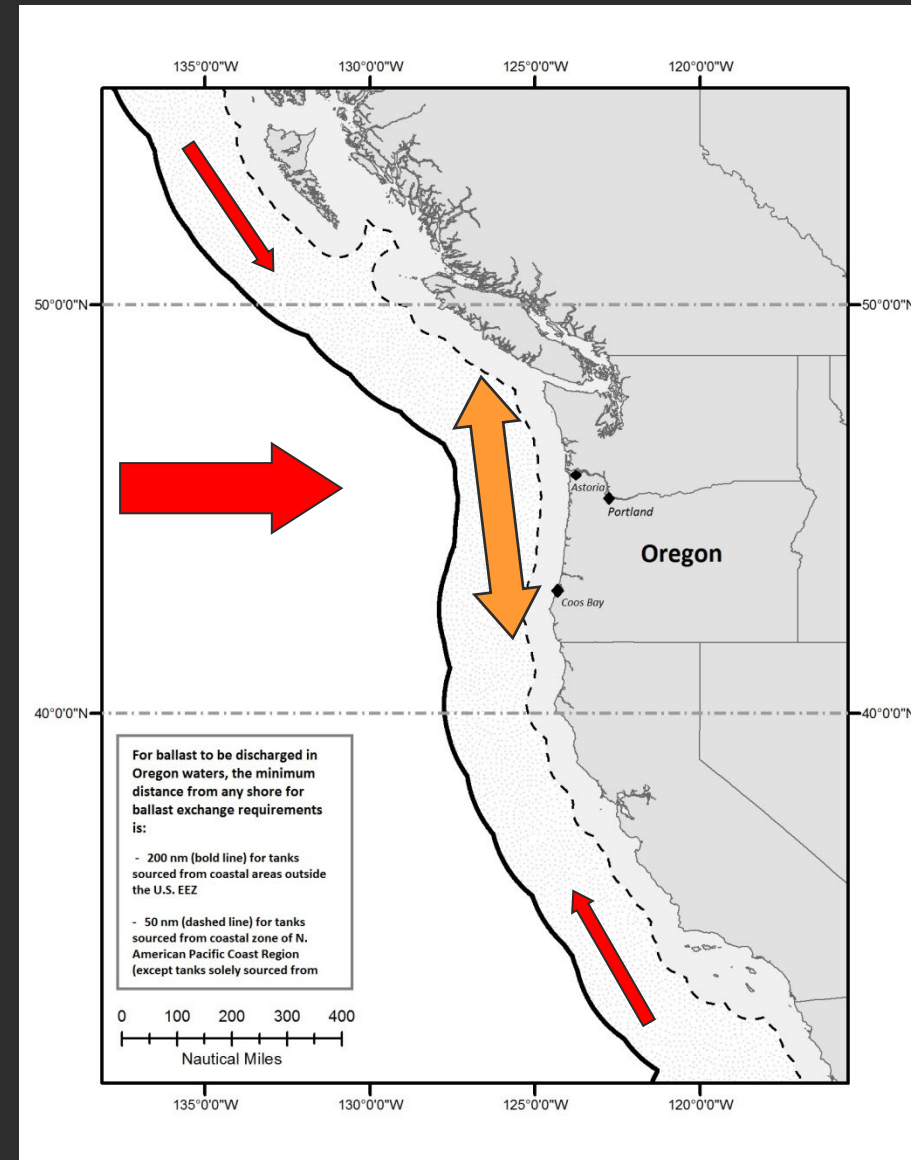 135°0'0"W 130°0'0"W 125°0'0"W 120°0'0"W
50°0'0"N 50°0'0"N
Astoria
Portland
Oregon
Coos Bay
40°0'0"N 40°0'0"N
For ballast to be discharged in
Oregon waters, the minimum
distance from any shore for
ballast exchange requirements
is:
- 200 nm (bold line) for tanks
sourced from coastal areas outside
the U.S. EEZ
- 50 nm (dashed line) for tanks
sourced from coastal zone of N.
American Pacific Coast Region
(except tanks solely sourced from
0 100 200 300 400
Nautical Miles
135°0'0"W 130°0'0"W 125°0'0"W 120°0'0"W